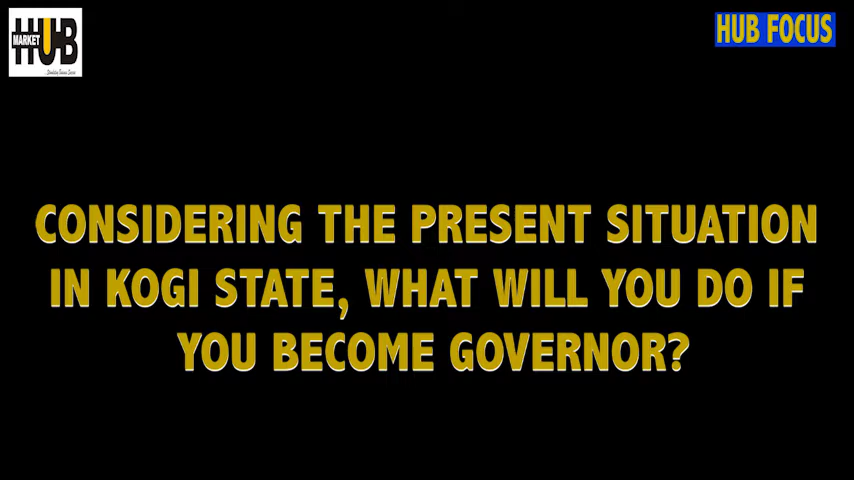 MARKET
HUB
HUB FOCUS
CONSIDERING THE PRESENT SITUATION
IN KOGI STATE, WHAT WILL YOU DO IF
YOU BECOME GOVERNOR?